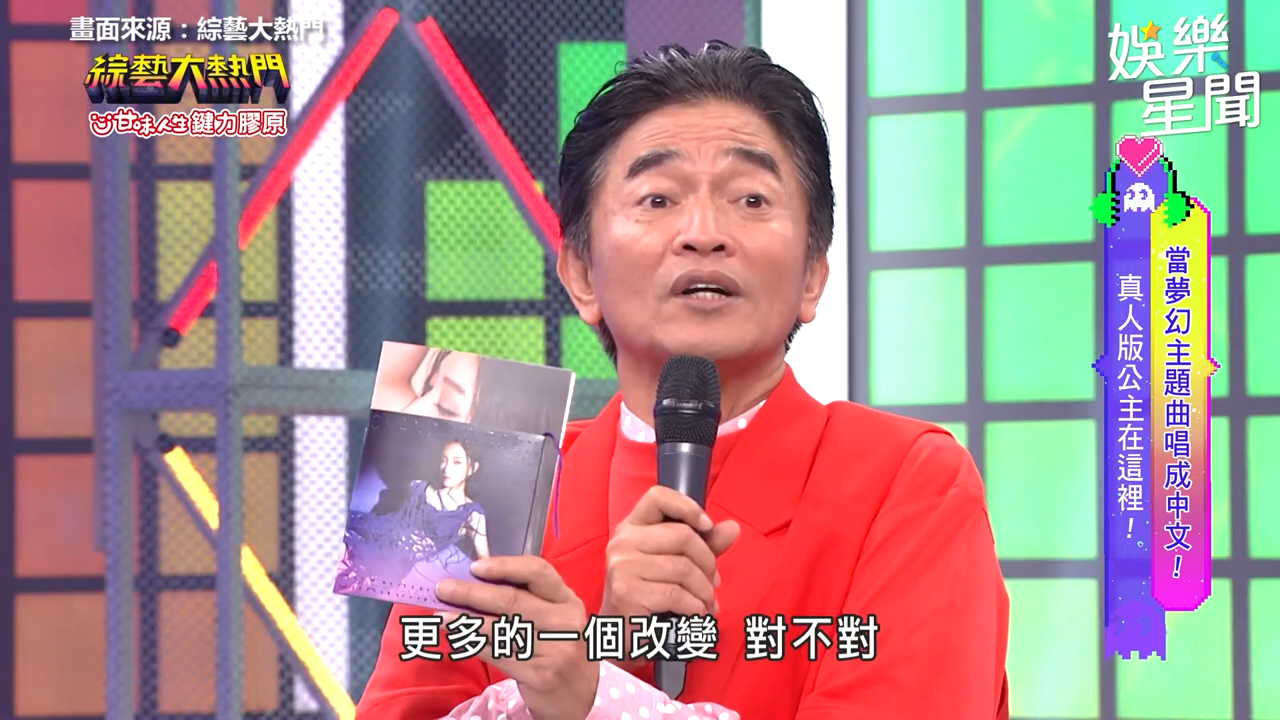 畫面來源：綜藝大熱門
綜藝大熱門
甘味人生鍵力膠原
娛樂
星聞
當夢幻主題曲唱成中文！
真人版公主在這裡！
更多的一個改變 對不對